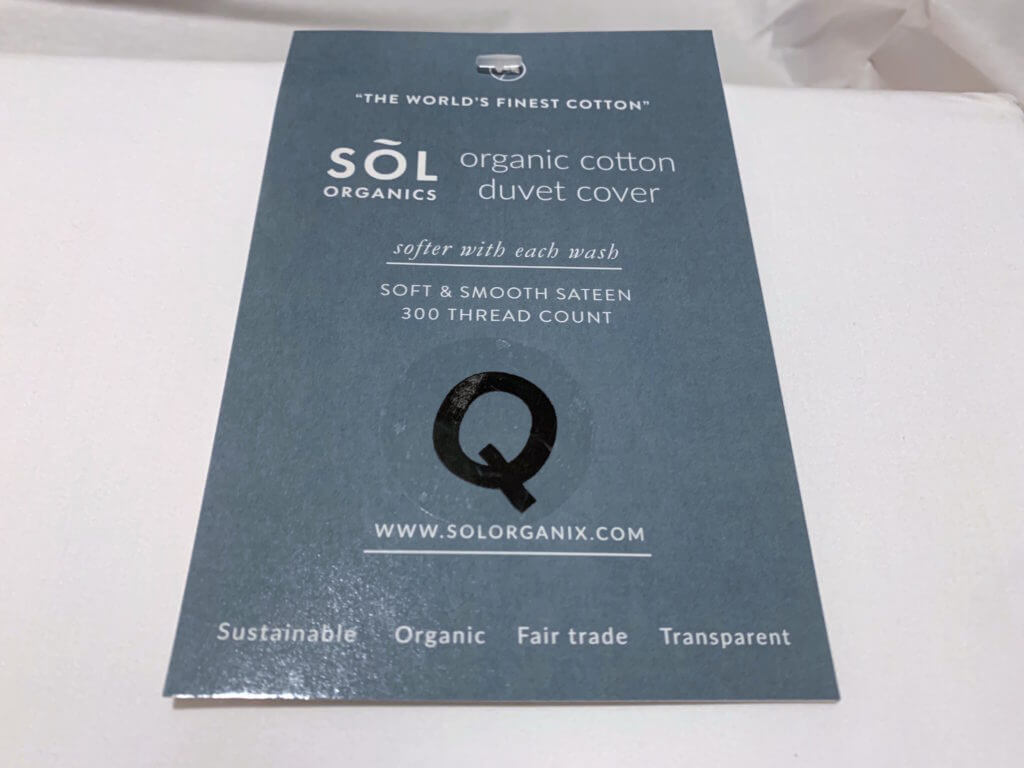 “THE WORLD’S FINEST COTTON”
SÕL
ORGANICS
organic cotton
duvet cover
softer with each wash
SOFT & SMOOTH SATEEN
300 THREAD COUNT
Q
WWW.SOLORGANIX.COM
Sustainable Organic Fair trade Transparent